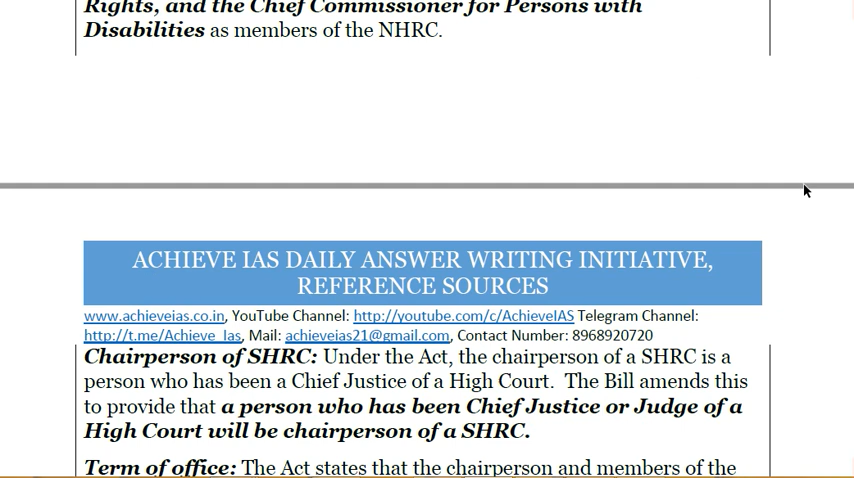 Rights, and the Chief Commissioner for Persons with
Disabilities as members of the NHRC.
ACHIEVE IAS DAILY ANSWER WRITING INITIATIVE,
REFERENCE SOURCES
www.achieveias.co.in, YouTube Channel: http://youtube.com/c/AchieveIAS Telegram Channel:
http://t.me/Achieve_Ias, Mail: achieveias21@gmail.com, Contact Number: 8968920720
Chairperson of SHRC: Under the Act, the chairperson of a SHRC is a
person who has been a Chief Justice of a High Court. The Bill amends this
to provide that a person who has been Chief Justice or Judge of a
High Court will be chairperson of a SHRC.
Term of office: The Act states that the chairperson and members of the